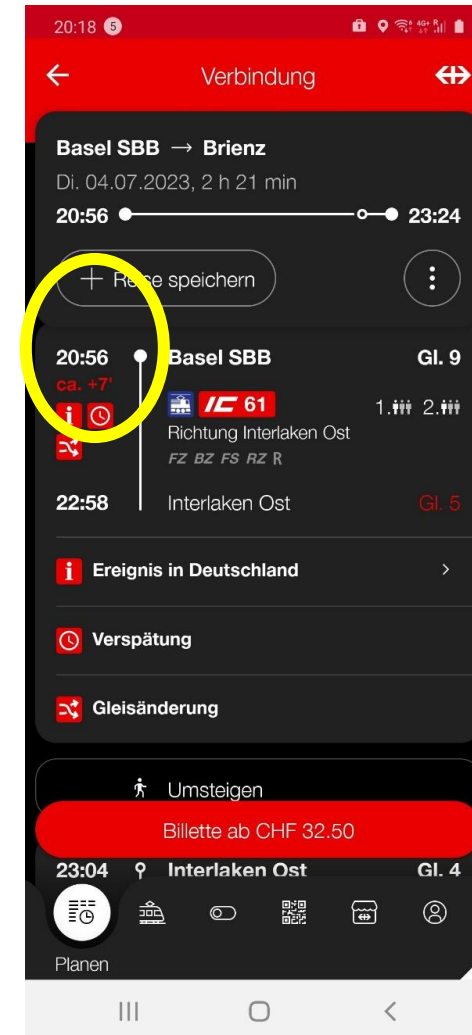 20:18 5
4G+ R
Verbindung
Basel SBB → Brienz
Di. 04.07.2023, 2 h 21 min
20:56 23:24
+ Reise speichern
20:56 Basel SBB Gl. 9
ca. +7'
IC 61 1. 2.
Richtung Interlaken Ost
FZ BZ FS RZ R
22:58 Interlaken Ost Gl. 5
Ereignis in Deutschland
Verspätung
Gleisänderung
Umsteigen
Billette ab CHF 32.50
23:04 Interlaken Ost Gl. 4
Planen